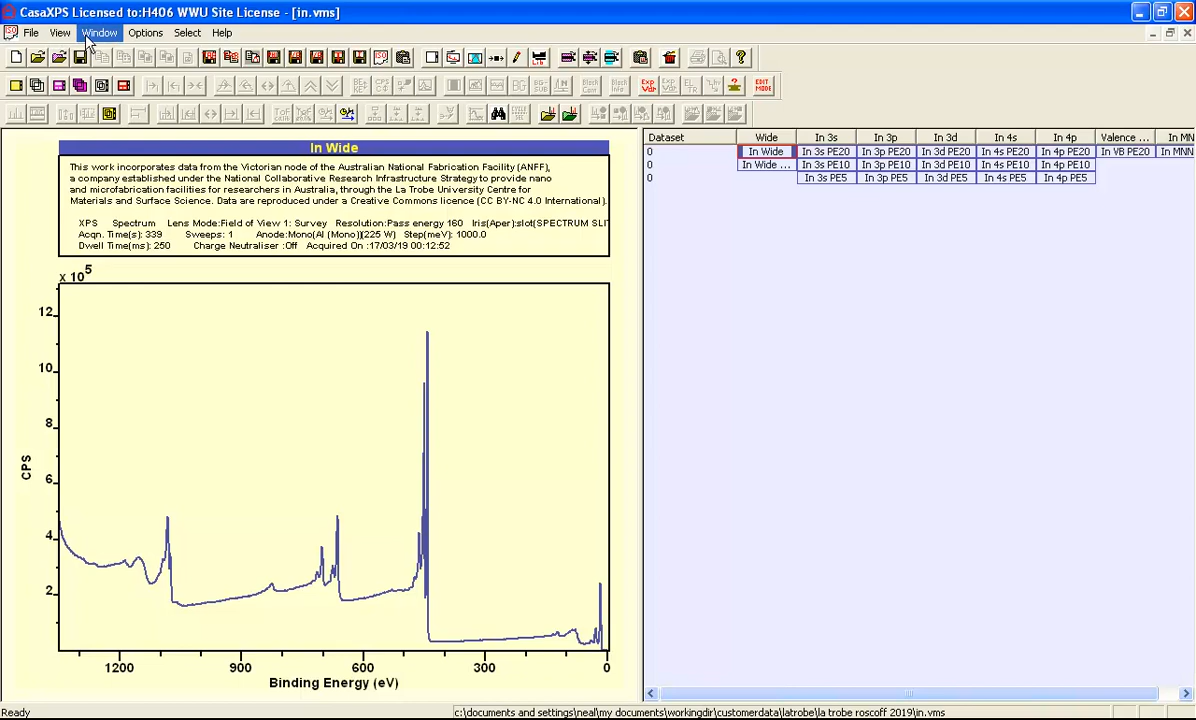 CasaXPS Licensed to:H406 WWU Site License - [in.vms]
File View Window Options Select Help
In Wide
This work incorporates data from the Victorian node of the Australian National Fabrication Facility (ANFF),
a company established under the National Collaborative Research Infrastructure Strategy to provide nano
and microfabrication facilities for researchers in Australia, through the La Trobe University Centre for
Materials and Surface Science. Data are reproduced under a Creative Commons licence (CC BY-NC 4.0 International).
XPS Spectrum Lens Mode:Field of View 1: Survey Resolution:Pass energy 160 Iris(Aper):slot(SPECTRUM SLI
Acqn. Time(s): 339 Sweeps: 1 Anode:Mono(Al (Mono))(225 W) Step(meV): 1000.0
Dwell Time(ms): 250 Charge Neutraliser :Off Acquired On :17/03/19 00:12:52
x 10^5
12
10
8
6
4
2
CPS
1200 900 600 300 0
Binding Energy (eV)
Dataset Wide In 3s In 3p In 3d In 4s In 4p Valence ... In MN
0 In Wide In 3s PE20 In 3p PE20 In 3d PE20 In 4s PE20 In 4p PE20 In VB PE20 In MNN
0 In Wide ... In 3s PE10 In 3p PE10 In 3d PE10 In 4s PE10 In 4p PE10
0 In 3s PE5 In 3p PE5 In 3d PE5 In 4s PE5 In 4p PE5
Ready
c:\documents and settings\neal\my documents\workingdir\customerdata\latrobe\la trobe roscoff 2019\in.vms